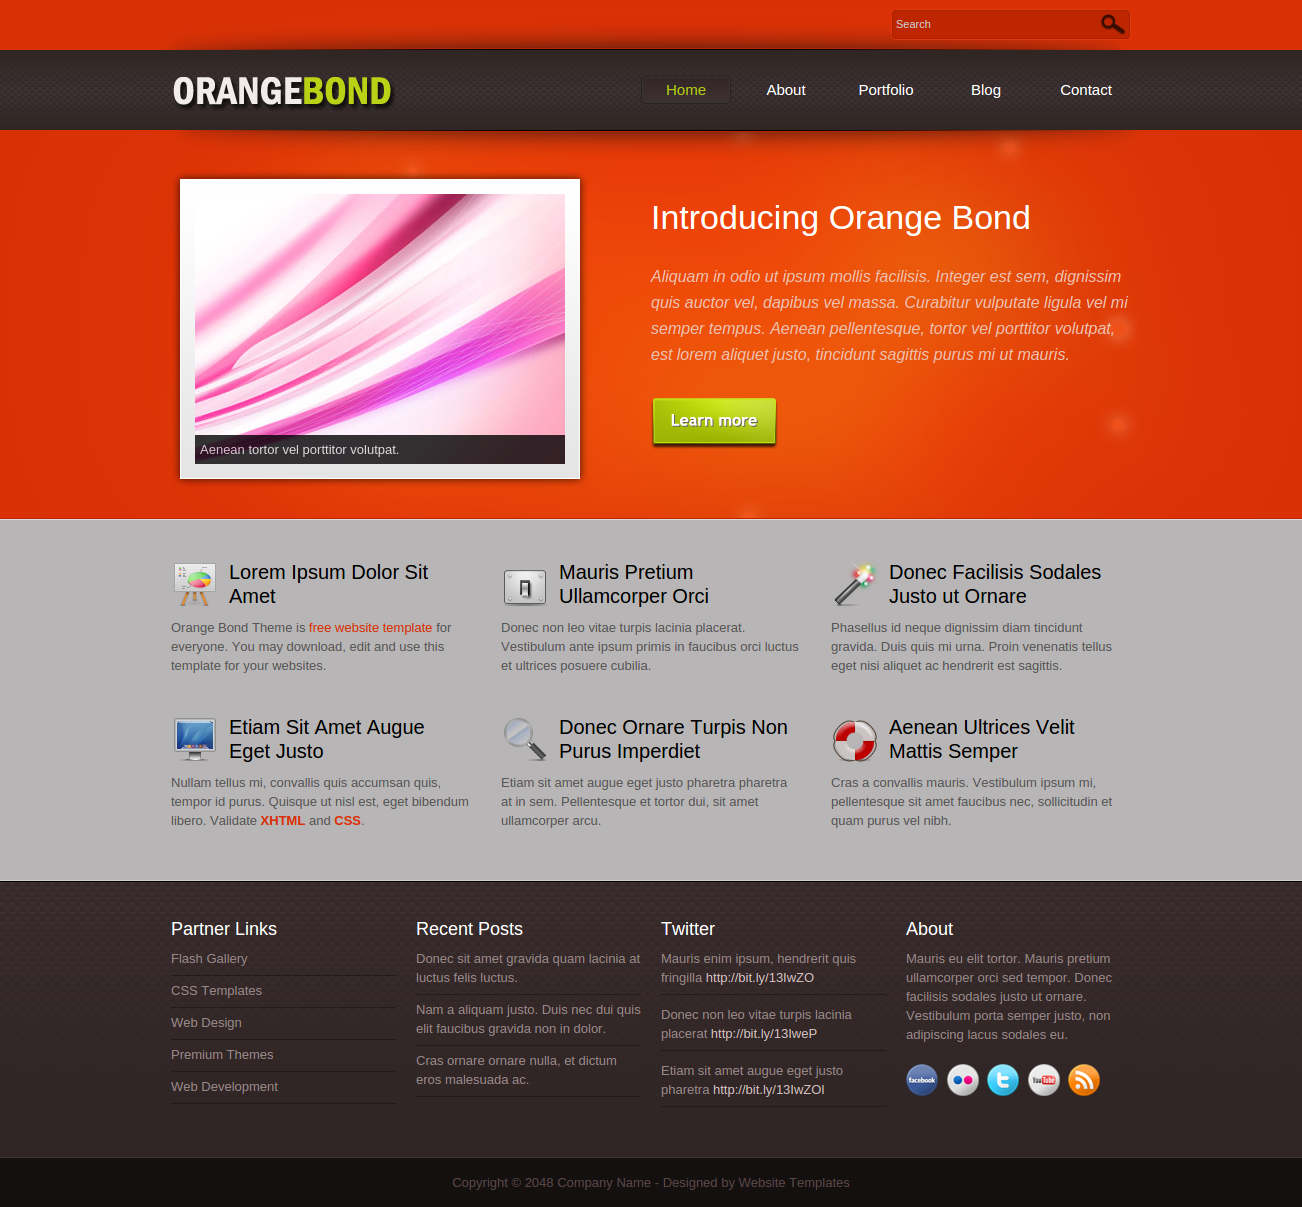 Search
ORANGEBOND
Home
About
Portfolio
Blog
Contact
Introducing Orange Bond
Aliquam in odio ut ipsum mollis facilisis. Integer est sem, dignissim
quis auctor vel, dapibus vel massa. Curabitur vulputate ligula vel mi
semper tempus. Aenean pellentesque, tortor vel porttitor volutpat,
est lorem aliquet justo, tincidunt sagittis purus mi ut mauris.
Learn more
Aenean tortor vel porttitor volutpat.
Lorem Ipsum Dolor Sit
Amet
Orange Bond Theme is free website template for
everyone. You may download, edit and use this
template for your websites.
Mauris Pretium
Ullamcorper Orci
Donec non leo vitae turpis lacinia placerat.
Vestibulum ante ipsum primis in faucibus orci luctus
et ultrices posuere cubilia.
Donec Facilisis Sodales
Justo ut Ornare
Phasellus id neque dignissim diam tincidunt
gravida. Duis quis mi urna. Proin venenatis tellus
eget nisi aliquet ac hendrerit est sagittis.
Etiam Sit Amet Augue
Eget Justo
Nullam tellus mi, convallis quis accumsan quis,
tempor id purus. Quisque ut nisl est, eget bibendum
libero. Validate XHTML and CSS.
Donec Ornare Turpis Non
Purus Imperdiet
Etiam sit amet augue eget justo pharetra pharetra
at in sem. Pellentesque et tortor dui, sit amet
ullamcorper arcu.
Aenean Ultrices Velit
Mattis Semper
Cras a convallis mauris. Vestibulum ipsum mi,
pellentesque sit amet faucibus nec, sollicitudin et
quam purus vel nibh.
Partner Links
Flash Gallery
CSS Templates
Web Design
Premium Themes
Web Development
Recent Posts
Donec sit amet gravida quam lacinia at
luctus felis luctus.
Nam a aliquam justo. Duis nec dui quis
elit faucibus gravida non in dolor.
Cras ornare ornare nulla, et dictum
eros malesuada ac.
Twitter
Mauris enim ipsum, hendrerit quis
fringilla http://bit.ly/13IwZO
Donec non leo vitae turpis lacinia
placerat http://bit.ly/13IweP
Etiam sit amet augue eget justo
pharetra http://bit.ly/13IwZOl
About
Mauris eu elit tortor. Mauris pretium
ullamcorper orci sed tempor. Donec
facilisis sodales justo ut ornare.
Vestibulum porta semper justo, non
adipiscing lacus sodales eu.
facebook
t
You Tube
Copyright © 2048 Company Name - Designed by Website Templates